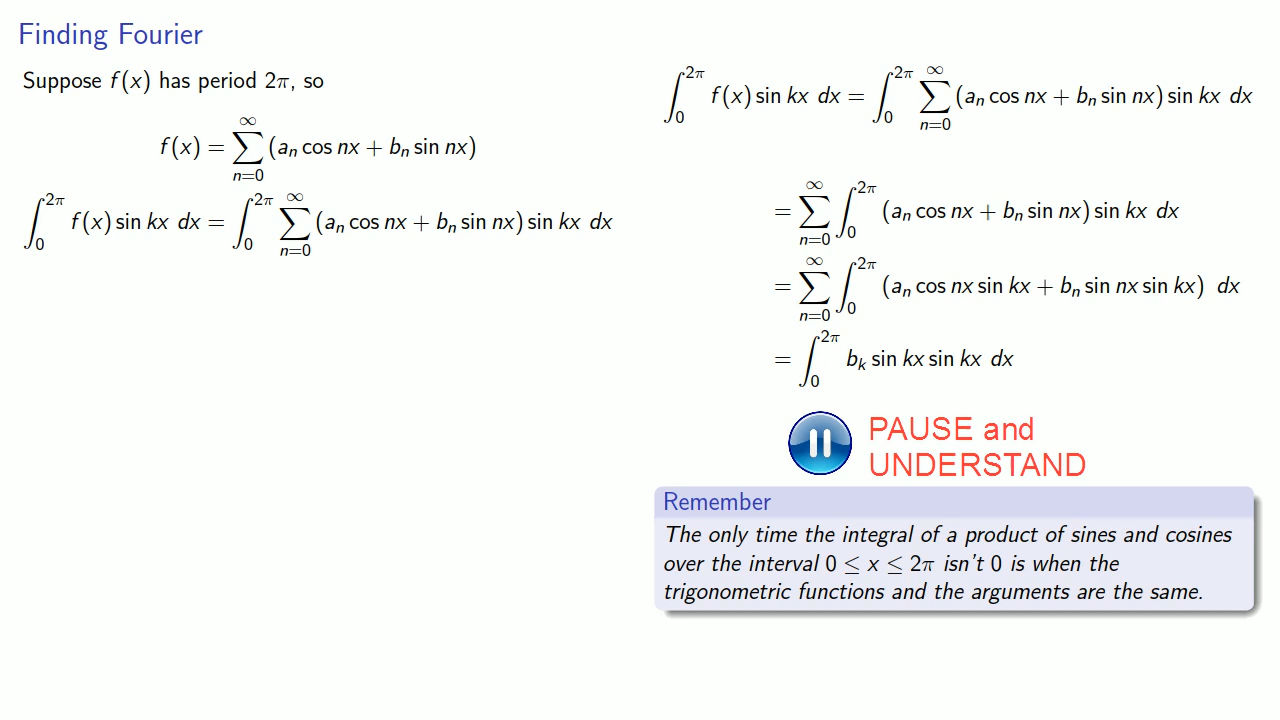 Finding Fourier
Suppose f(x) has period 2π, so
f(x) = ∑_{n=0}^{∞} (a_n cos nx + b_n sin nx)
∫_0^{2π} f(x) sin kx dx = ∫_0^{2π} ∑_{n=0}^{∞} (a_n cos nx + b_n sin nx) sin kx dx
∫_0^{2π} f(x) sin kx dx = ∫_0^{2π} ∑_{n=0}^{∞} (a_n cos nx + b_n sin nx) sin kx dx
= ∑_{n=0}^{∞} ∫_0^{2π} (a_n cos nx + b_n sin nx) sin kx dx
= ∑_{n=0}^{∞} ∫_0^{2π} (a_n cos nx sin kx + b_n sin nx sin kx) dx
= ∫_0^{2π} b_k sin kx sin kx dx
PAUSE and
UNDERSTAND
Remember
The only time the integral of a product of sines and cosines
over the interval 0 ≤ x ≤ 2π isn't 0 is when the
trigonometric functions and the arguments are the same.